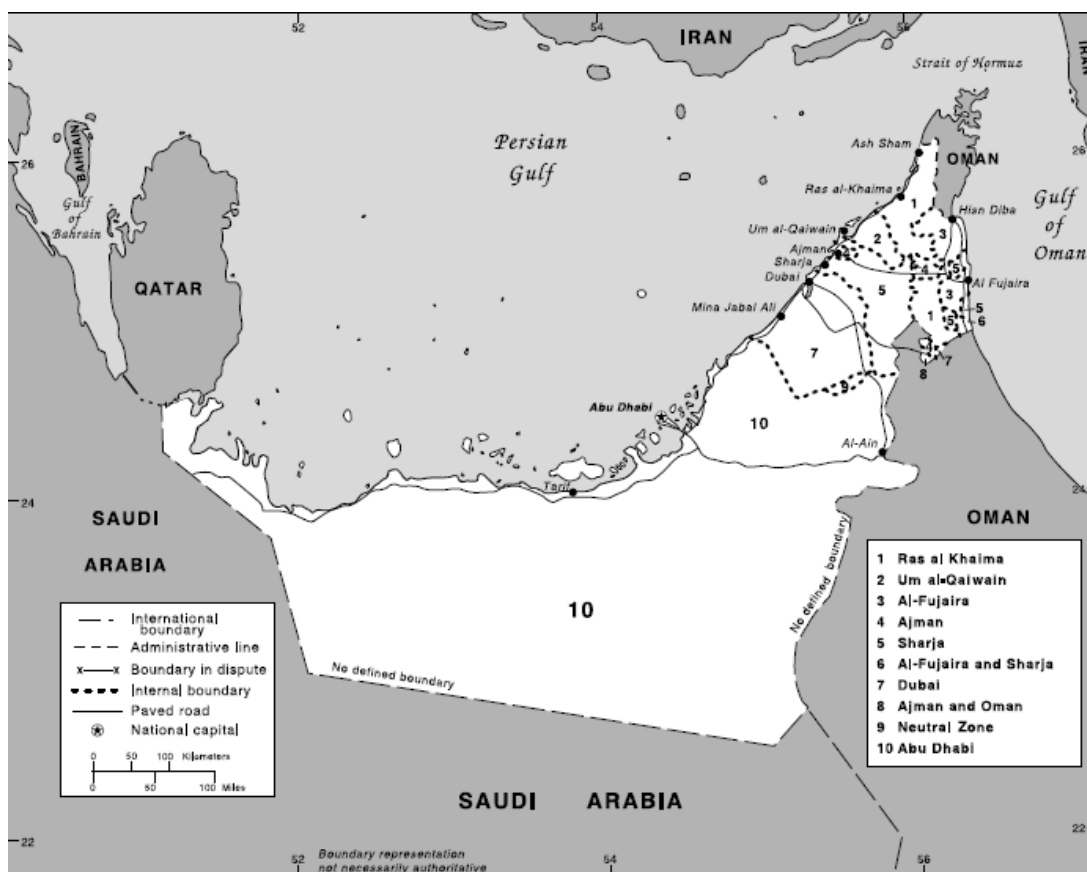 52
54
56
IRAN
IRAN
Strait of Hormuz
BAHRAIN
Persian
Gulf
Ash Sham
OMAN
26
26
Gulf
of
Bahrain
Ras al-Khaima
1
Hisn Diba
Gulf
of
Oman
Um al-Qaiwain
2
3
QATAR
Ajman
4
1
4
5
Sharja
Dubai
Al Fujaira
5
3
Mina Jabal Ali
1
5
5
6
7
4
8
7
9
Abu Dhabi
10
Al-Ain
Tarif
24
24
SAUDI
ARABIA
OMAN
No defined boundary
10
No defined boundary
1 Ras al Khaima
2 Um al-Qaiwain
3 Al-Fujaira
4 Ajman
5 Sharja
6 Al-Fujaira and Sharja
7 Dubai
8 Ajman and Oman
9 Neutral Zone
10 Abu Dhabi
International
boundary
Administrative line
Boundary in dispute
Internal boundary
Paved road
National capital
0 50 100 Kilometers
0 50 100 Miles
SAUDI ARABIA
22
22
52
54
56
Boundary representation
not necessarily authoritative